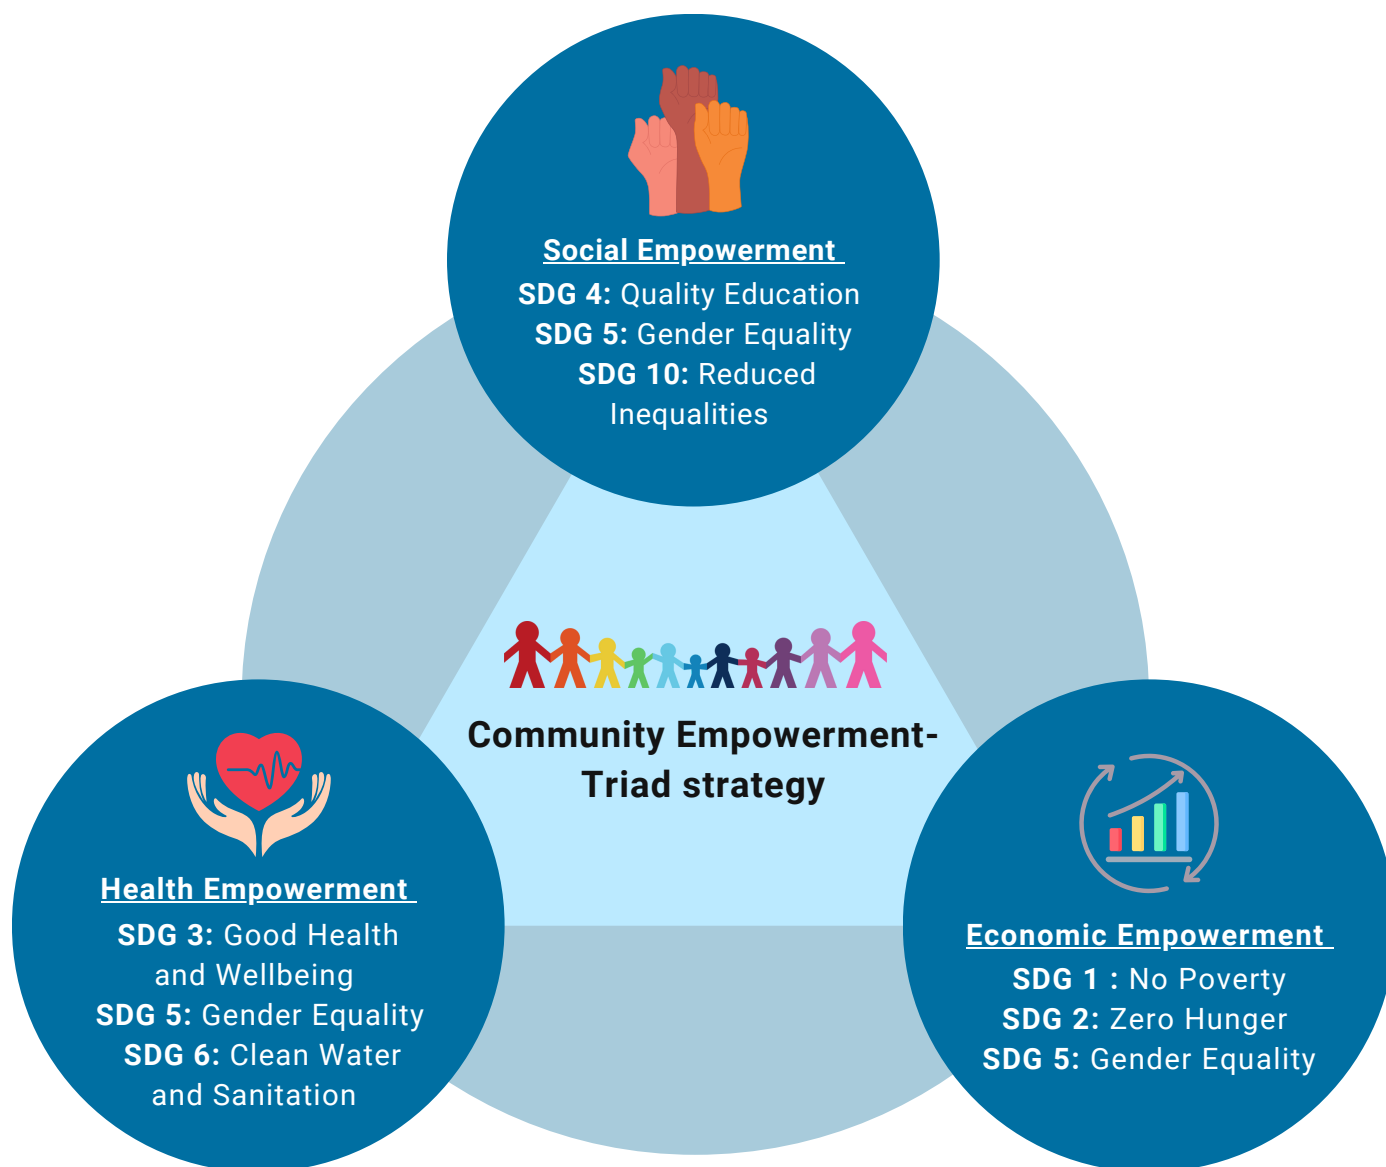 Social Empowerment
SDG 4: Quality Education
SDG 5: Gender Equality
SDG 10: Reduced
Inequalities
Community Empowerment-
Triad strategy
Health Empowerment
SDG 3: Good Health
and Wellbeing
SDG 5: Gender Equality
SDG 6: Clean Water
and Sanitation
Economic Empowerment
SDG 1 : No Poverty
SDG 2: Zero Hunger
SDG 5: Gender Equality